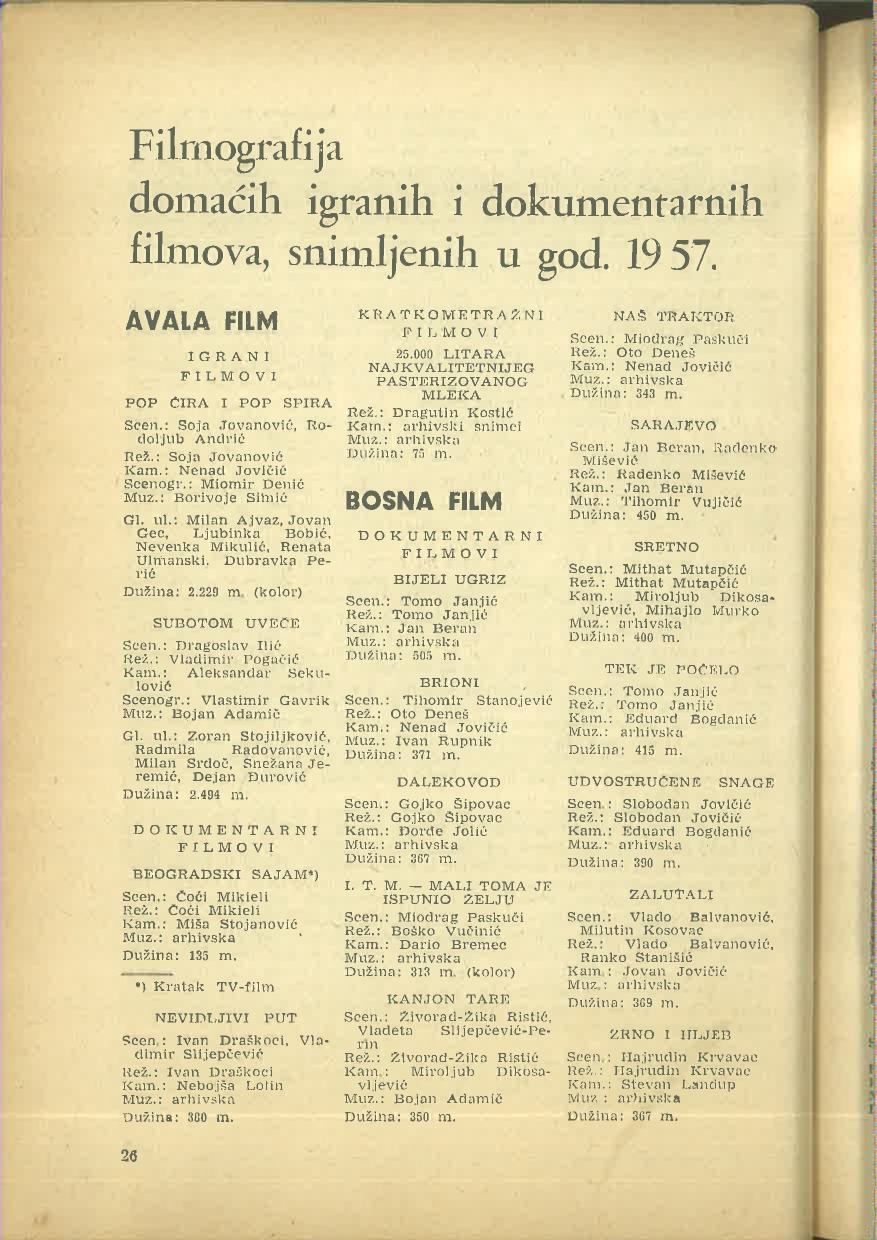 Filmografija
domaćih igranih i dokumentarnih
filmova, snimljenih u god. 19 57.
AVALA FILM
IGRANI
FILMOVI
POP ĆIRA I POP SPIRA
Scen.: Soja Jovanović, Ro-
doljub Andrić
Rež.: Soja Jovanović
Kam.: Nenad Jovičić
Scenogr.: Miomir Denić
Muz.: Borivoje Simić
Gl. ul.: Milan Ajvaz, Jovan
Gec, Ljubinka Bobić,
Nevenka Mikulić, Renata
Ulmanski, Dubravka Pe-
rić
Dužina: 2.229 m. (kolor)
SUBOTOM UVEČE
Scen.: Dragoslav Ilić
Rež.: Vladimir Pogačić
Kam.: Aleksandar Seku-
lović
Scenogr.: Vlastimir Gavrik
Muz.: Bojan Adamič
Gl. ul.: Zoran Stojiljković,
Radmila Radovanović,
Milan Srdoč, Snežana Je-
remić, Dejan Đurović
Dužina: 2.494 m.
DOKUMENTARNI
FILMOVI
BEOGRADSKI SAJAM*)
Scen.: Ćoći Mikieli
Rež.: Ćoći Mikieli
Kam.: Miša Stojanović
Muz.: arhivska
Dužina: 135 m.
*) Kratak TV-film
NEVIDLJIVI PUT
Scen.: Ivan Draškoci, Vla-
dimir Slijepčević
Rež.: Ivan Draškoci
Kam.: Nebojša Lolin
Muz.: arhivska
Dužina: 360 m.
26
KRATKOMETRAŽNI
FILMOVI
25.000 LITARA
NAJKVALITETNIJEG
PASTERIZOVANOG
MLEKA
Rež.: Dragutin Kostić
Kam.: arhivski snimci
Muz.: arhivska
Dužina: 75 m.
BOSNA FILM
DOKUMENTARNI
FILMOVI
BIJELI UGRIZ
Scen.: Tomo Janjić
Rež.: Tomo Janjić
Kam.: Jan Beran
Muz.: arhivska
Dužina: 505 m.
BRIONI
Scen.: Tihomir Stanojević
Rež.: Oto Deneš
Kam.: Nenad Jovičić
Muz.: Ivan Rupnik
Dužina: 371 m.
DALEKOVOD
Scen.: Gojko Šipovac
Rež.: Gojko Šipovac
Kam.: Đorđe Jolić
Muz.: arhivska
Dužina: 367 m.
I. T. M. — MALI TOMA JE
ISPUNIO ŽELJU
Scen.: Miodrag Paskuči
Rež.: Boško Vučinić
Kam.: Dario Bremec
Muz.: arhivska
Dužina: 313 m. (kolor)
KANJON TARE
Scen.: Živorad-Žika Ristić,
Vladeta Slijepčević-Pe-
rin
Rež.: Živorad-Žika Ristić
Kam.: Miroljub Dikosa-
vljević
Muz.: Bojan Adamič
Dužina: 350 m.
NAŠ TRAKTOR
Scen.: Miodrag Paskuči
Rež.: Oto Deneš
Kam.: Nenad Jovičić
Muz.: arhivska
Dužina: 343 m.
SARAJEVO
Scen.: Jan Beran, Radenko
Mišević
Rež.: Radenko Mišević
Kam.: Jan Beran
Muz.: Tihomir Vujičić
Dužina: 450 m.
SRETNO
Scen.: Mithat Mutapčić
Rež.: Mithat Mutapčić
Kam.: Miroljub Dikosa-
vljević, Mihajlo Murko
Muz.: arhivska
Dužina: 400 m.
TEK JE POČELO
Scen.: Tomo Janjić
Rež.: Tomo Janjić
Kam.: Eduard Bogdanić
Muz.: arhivska
Dužina: 415 m.
UDVOSTRUČENE SNAGE
Scen.: Slobodan Jovičić
Rež.: Slobodan Jovičić
Kam.: Eduard Bogdanić
Muz.: arhivska
Dužina: 390 m.
ZALUTALI
Scen.: Vlado Balvanović,
Milutin Kosovac
Rež.: Vlado Balvanović,
Ranko Stanišić
Kam.: Jovan Jovičić
Muz.: arhivska
Dužina: 369 m.
ZRNO I HLJEB
Scen.: Hajrudin Krvavac
Rež.: Hajrudin Krvavac
Kam.: Stevan Landup
Muz.: arhivska
Dužina: 367 m.